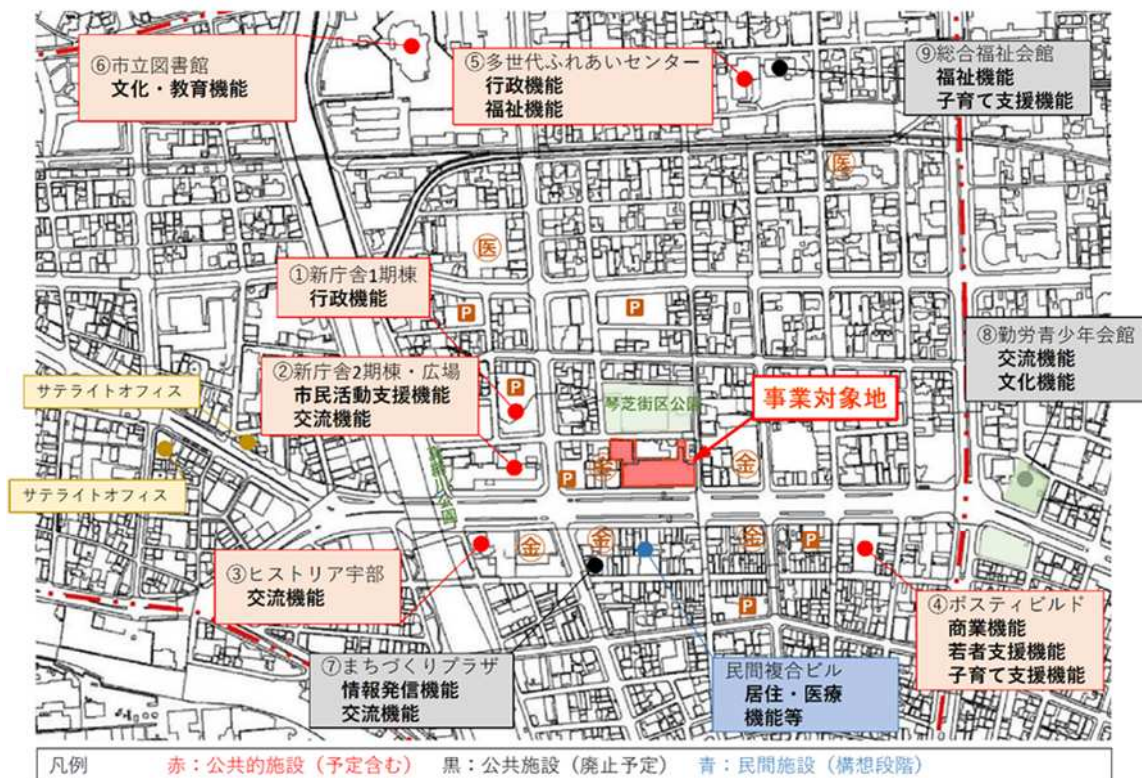 ⑥市立図書館
文化・教育機能
⑤多世代ふれあいセンター
行政機能
福祉機能
⑨総合福祉会館
福祉機能
子育て支援機能
医
医
①新庁舎1期棟
行政機能
P
P
⑧勤労青少年会館
交流機能
文化機能
②新庁舎2期棟・広場
市民活動支援機能
交流機能
サテライトオフィス
P
琴芝街区公園
事業対象地
金
金
P
サテライトオフィス
川公園
金
金
金
P
③ヒストリア宇部
交流機能
④ポスティビルド
商業機能
若者支援機能
子育て支援機能
P
⑦まちづくりプラザ
情報発信機能
交流機能
民間複合ビル
居住・医療
機能等
凡例 赤：公共的施設（予定含む） 黒：公共施設（廃止予定） 青：民間施設（構想段階）